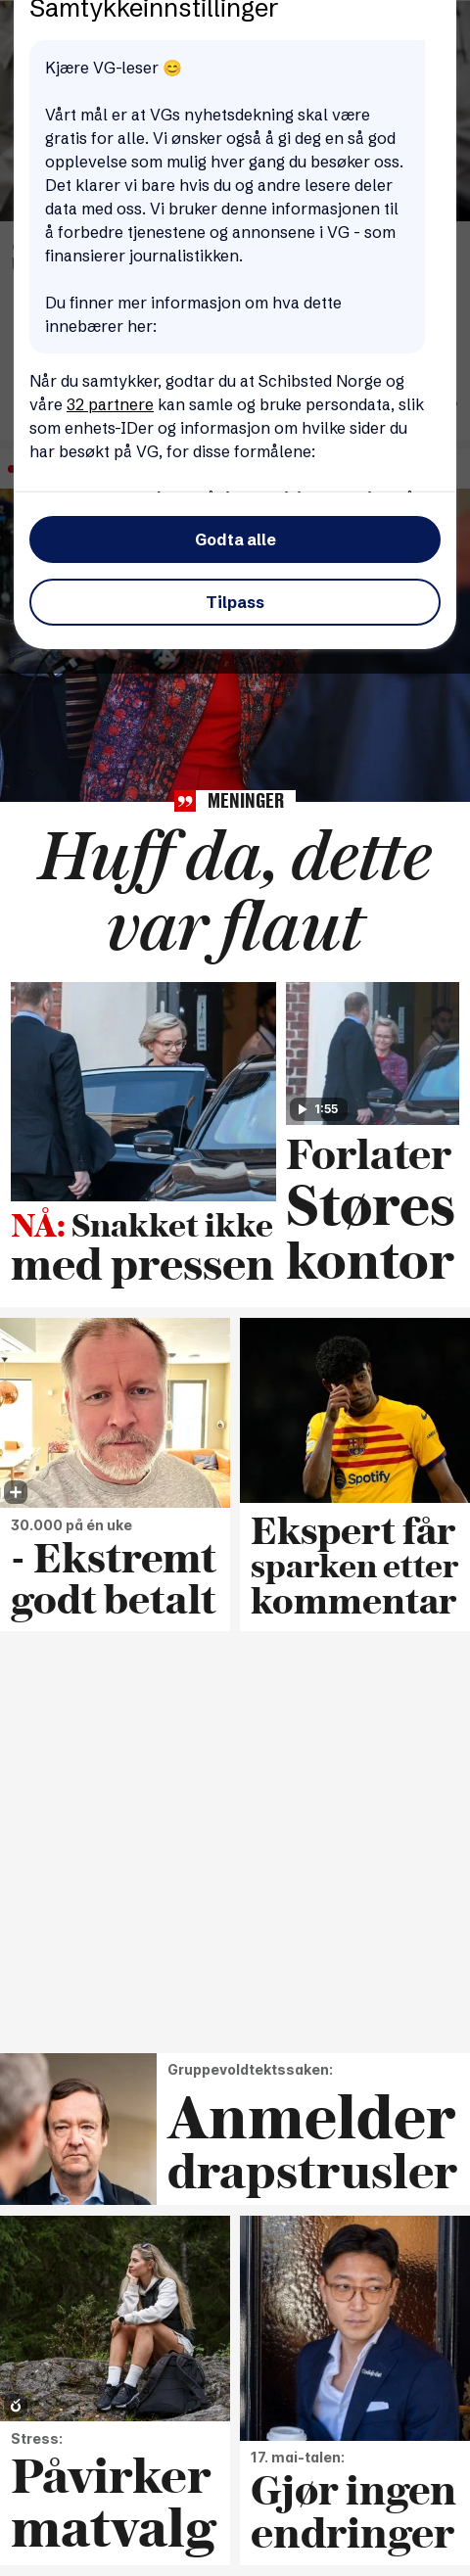 Samtykkeinnstillinger
Kjære VG-leser 😊
Vårt mål er at VGs nyhetsdekning skal være
gratis for alle. Vi ønsker også å gi deg en så god
opplevelse som mulig hver gang du besøker oss.
Det klarer vi bare hvis du og andre lesere deler
data med oss. Vi bruker denne informasjonen til
å forbedre tjenestene og annonsene i VG - som
finansierer journalistikken.
Du finner mer informasjon om hva dette
innebærer her:
Når du samtykker, godtar du at Schibsted Norge og
våre 32 partnere kan samle og bruke persondata, slik
som enhets-IDer og informasjon om hvilke sider du
har besøkt på VG, for disse formålene:
Godta alle
Tilpass
MENINGER
Huff da, dette
var flaut
NÅ: Snakket ikke
med pressen
1:55
Forlater
Støres
kontor
30.000 på én uke
- Ekstremt
godt betalt
Spotify
Ekspert får
sparken etter
kommentar
Gruppevoldtektssaken:
Anmelder
drapstrusler
Stress:
Påvirker
matvalg
17. mai-talen:
Gjør ingen
endringer